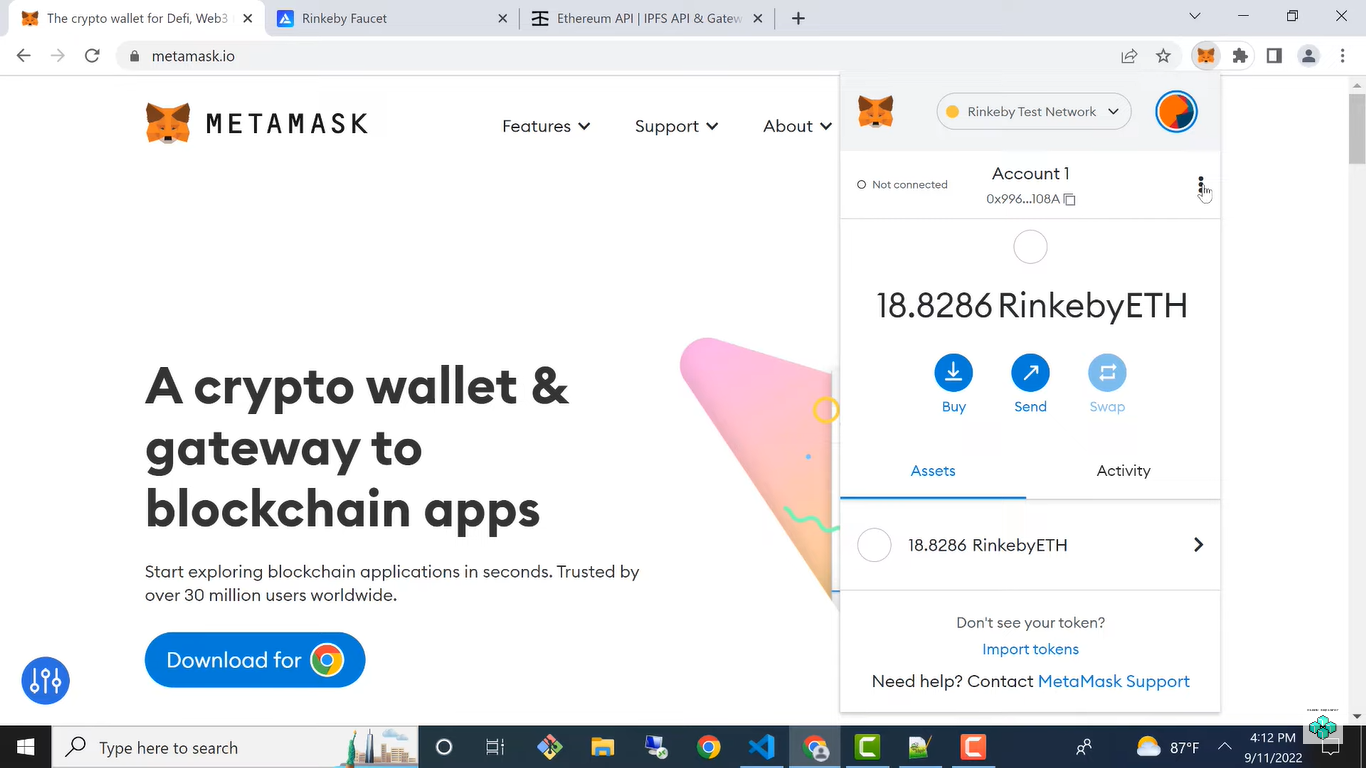 The crypto wallet for Defi, Web3
Rinkeby Faucet
Ethereum API | IPFS API & Gatew
metamask.io
METAMASK
Features
Support
About
Rinkeby Test Network
Not connected
Account 1
0x996...108A
18.8286 RinkebyETH
Buy
Send
Swap
Assets
Activity
18.8286 RinkebyETH
Don't see your token?
Import tokens
Need help? Contact MetaMask Support
A crypto wallet &
gateway to
blockchain apps
Start exploring blockchain applications in seconds. Trusted by
over 30 million users worldwide.
Download for
Type here to search
87°F
4:12 PM
9/11/2022